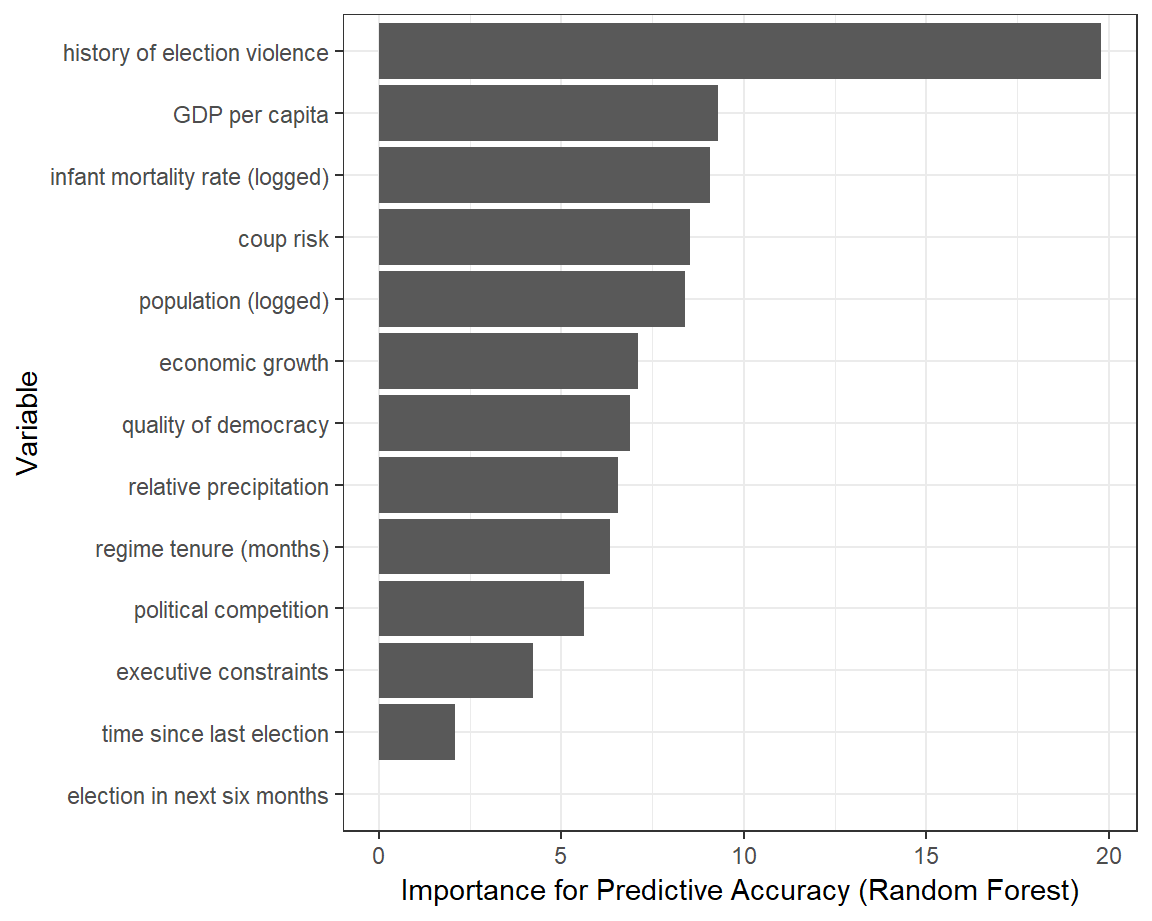 history of election violence
GDP per capita
infant mortality rate (logged)
coup risk
population (logged)
economic growth
quality of democracy
relative precipitation
regime tenure (months)
political competition
executive constraints
time since last election
election in next six months
Variable
0 5 10 15 20
Importance for Predictive Accuracy (Random Forest)